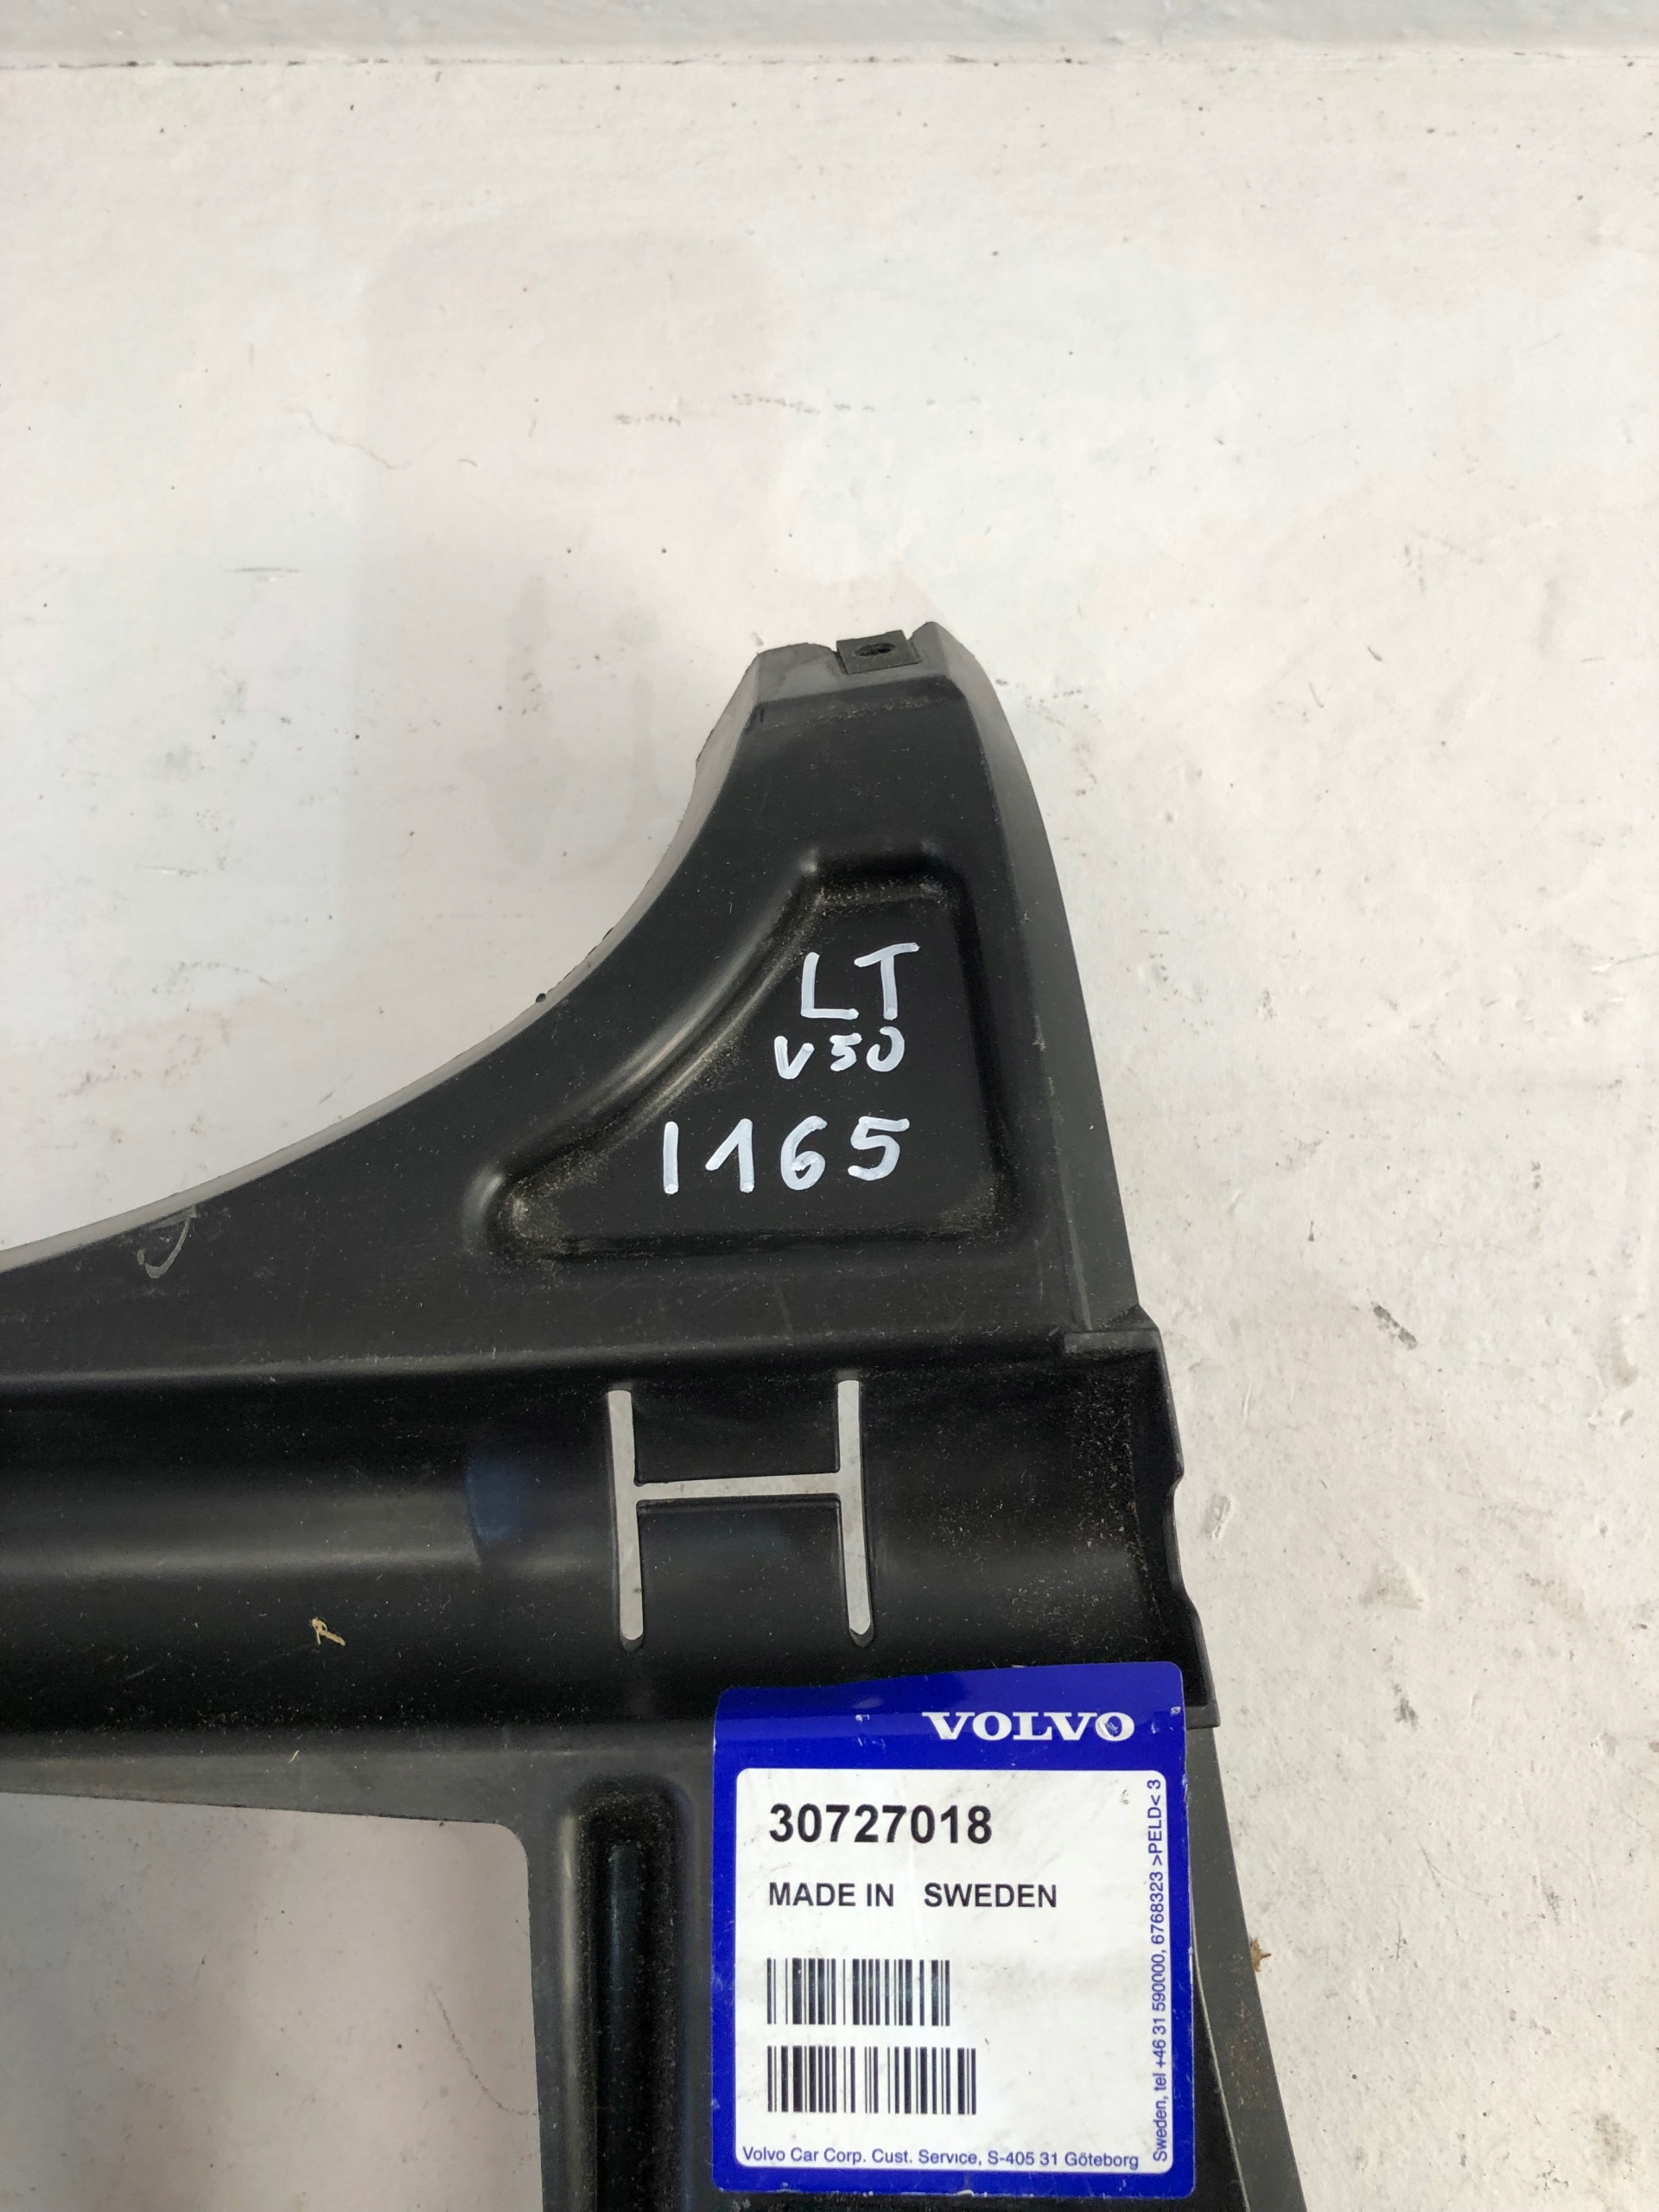 LT
V50
1165
H
VOLVO
30727018
MADE IN SWEDEN
Volvo Car Corp. Cust. Service, S-405 31 Göteborg
Sweden, tel +46 31 590000, 6768323 >PELD< 3